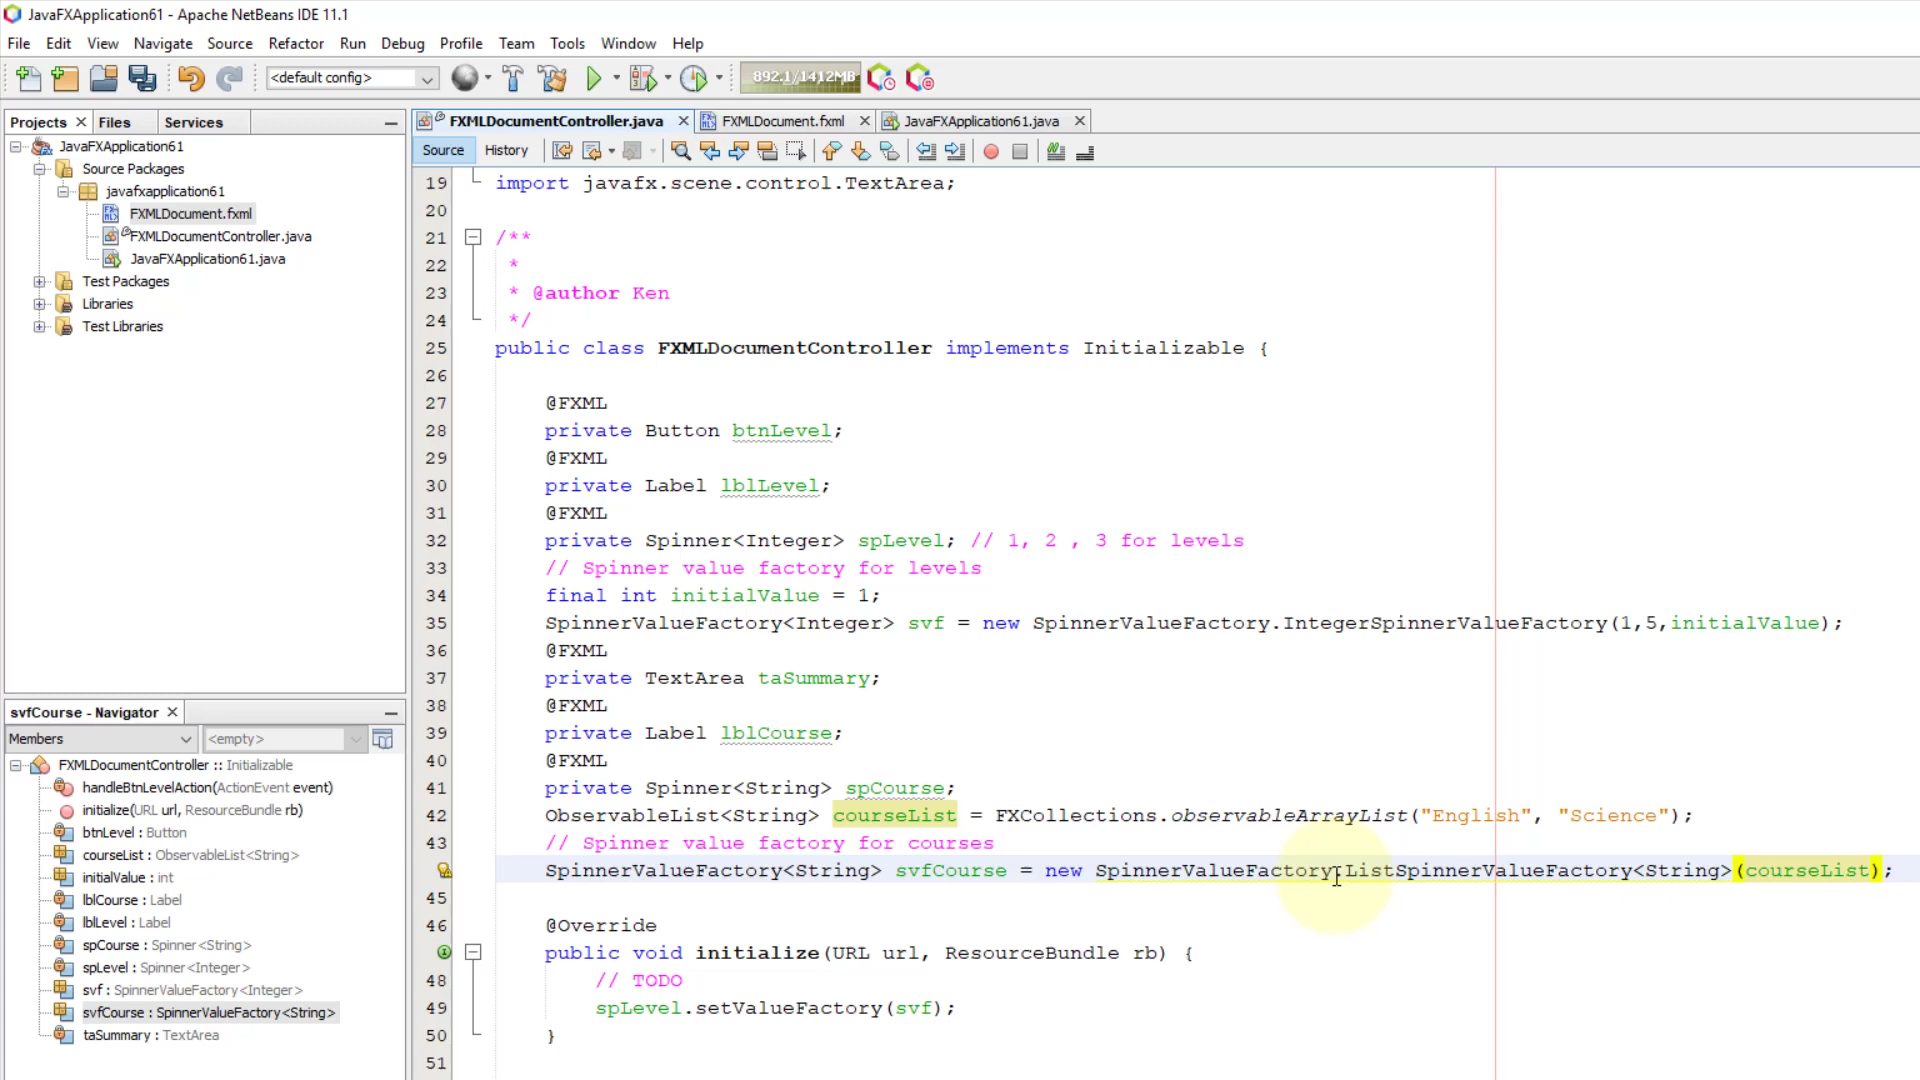 JavaFXApplication61 - Apache NetBeans IDE 11.1
File Edit View Navigate Source Refactor Run Debug Profile Team Tools Window Help
<default config>
892.1/1412MB
Projects Files Services
JavaFXApplication61
Source Packages
javafxapplication61
FXMLDocument.fxml
FXMLDocumentController.java
JavaFXApplication61.java
Test Packages
Libraries
Test Libraries
svfCourse - Navigator
Members <empty>
FXMLDocumentController :: Initializable
handleBtnLevelAction(ActionEvent event)
initialize(URL url, ResourceBundle rb)
btnLevel : Button
courseList : ObservableList<String>
initialValue : int
lblCourse : Label
lblLevel : Label
spCourse : Spinner<String>
spLevel : Spinner<Integer>
svf : SpinnerValueFactory<Integer>
svfCourse : SpinnerValueFactory<String>
taSummary : TextArea
FXMLDocumentController.java FXMLDocument.fxml JavaFXApplication61.java
Source History
19 import javafx.scene.control.TextArea;
20
21 /**
22 *
23 * @author Ken
24 */
25 public class FXMLDocumentController implements Initializable {
26
27 @FXML
28 private Button btnLevel;
29 @FXML
30 private Label lblLevel;
31 @FXML
32 private Spinner<Integer> spLevel; // 1, 2 , 3 for levels
33 // Spinner value factory for levels
34 final int initialValue = 1;
35 SpinnerValueFactory<Integer> svf = new SpinnerValueFactory.IntegerSpinnerValueFactory(1,5,initialValue);
36 @FXML
37 private TextArea taSummary;
38 @FXML
39 private Label lblCourse;
40 @FXML
41 private Spinner<String> spCourse;
42 ObservableList<String> courseList = FXCollections.observableArrayList("English", "Science");
43 // Spinner value factory for courses
SpinnerValueFactory<String> svfCourse = new SpinnerValueFactory.ListSpinnerValueFactory<String>(courseList);
45
46 @Override
public void initialize(URL url, ResourceBundle rb) {
48 // TODO
49 spLevel.setValueFactory(svf);
50 }
51